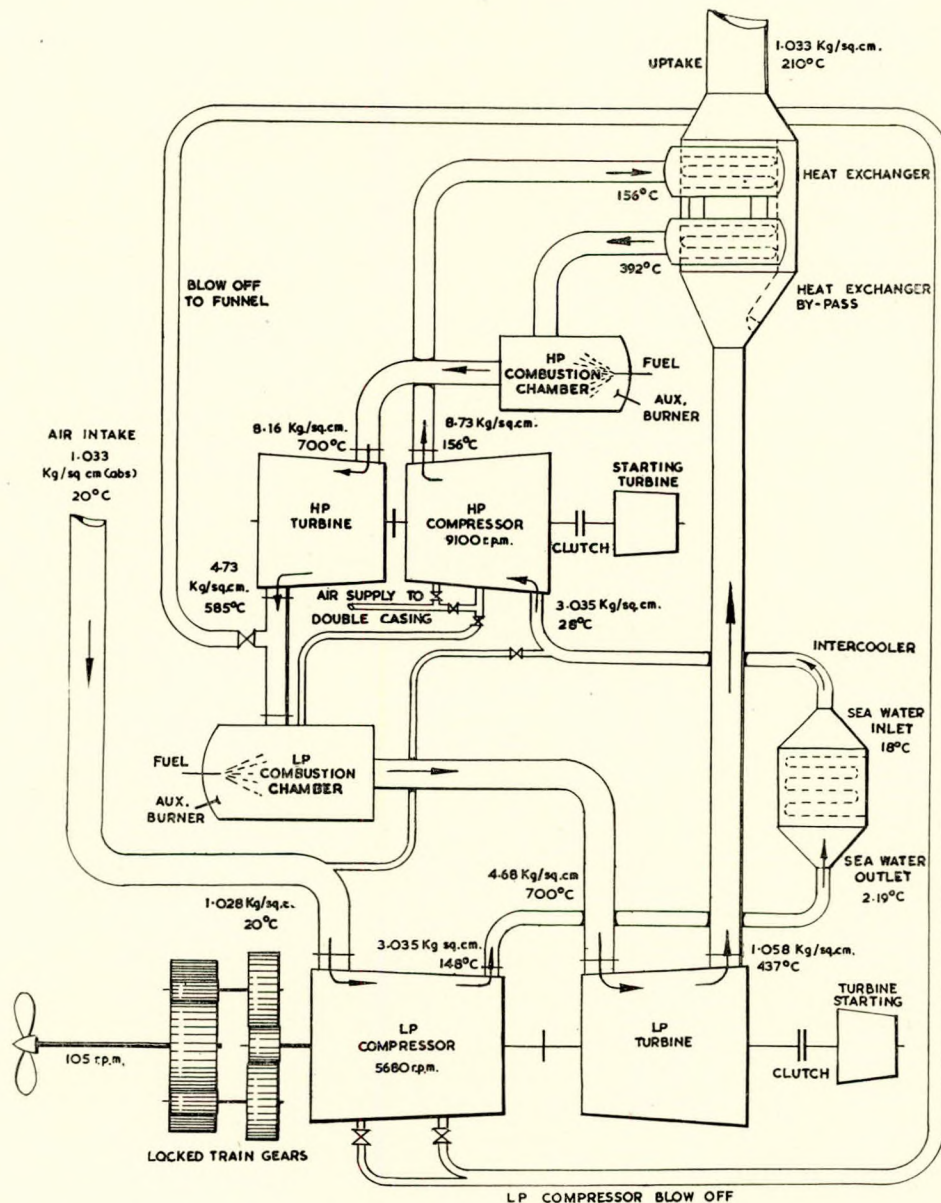 1·033 Kg/sq.cm.
210°C
UPTAKE
HEAT EXCHANGER
156°C
392°C
HEAT EXCHANGER
BY-PASS
BLOW OFF
TO FUNNEL
HP
COMBUSTION
CHAMBER
FUEL
AUX.
BURNER
AIR INTAKE
1·033
Kg/sq cm(abs)
20°C
8·16 Kg/sq.cm.
700°C
8·73 Kg/sq.cm.
156°C
STARTING
TURBINE
HP
TURBINE
HP
COMPRESSOR
9100 r.p.m.
CLUTCH
4·73
Kg/sq.cm.
585°C
AIR SUPPLY TO
DOUBLE CASING
3·035 Kg/sq.cm.
28°C
INTERCOOLER
SEA WATER
INLET
18°C
FUEL
LP
COMBUSTION
CHAMBER
AUX.
BURNER
SEA WATER
OUTLET
2·19°C
4·68 Kg/sq.cm
700°C
1·028 Kg/sq.c.
20°C
3·035 Kg sq.cm.
148°C
1·058 Kg/sq.cm.
437°C
TURBINE
STARTING
LP
COMPRESSOR
5680 r.p.m.
LP
TURBINE
105 r.p.m.
CLUTCH
LOCKED TRAIN GEARS
LP COMPRESSOR BLOW OFF